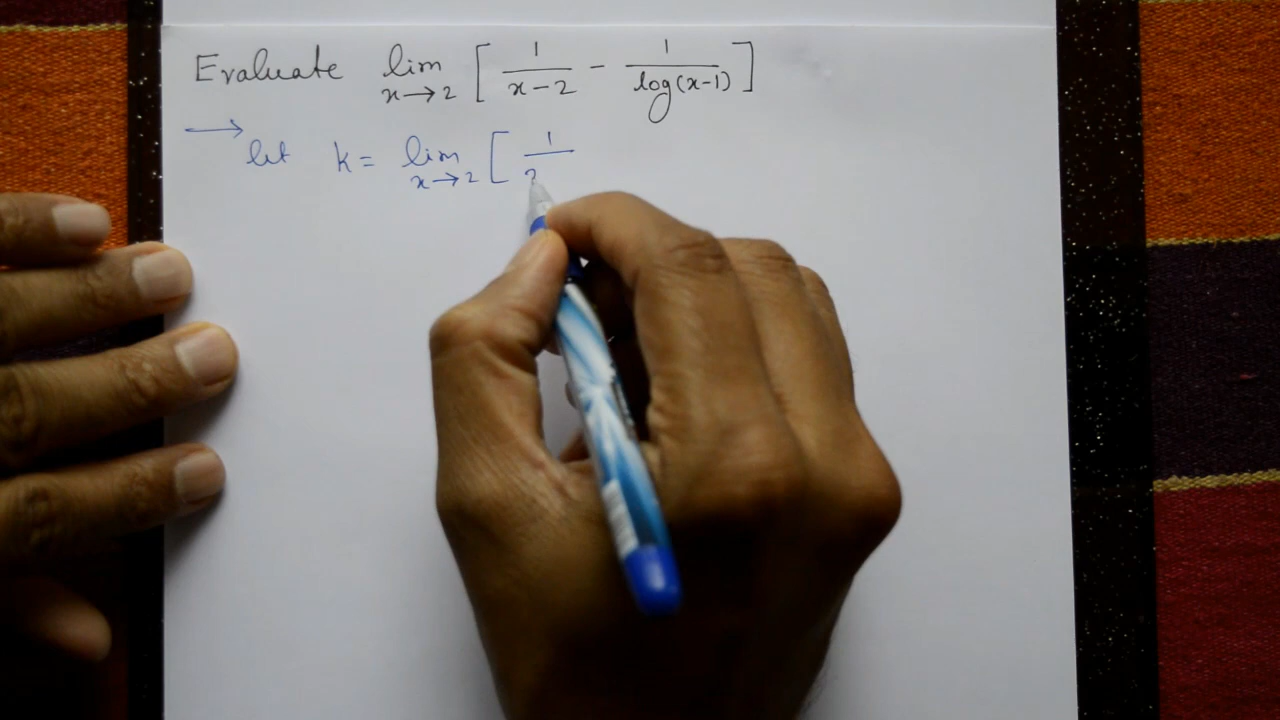 Evaluate lim x→2 [ 1/(x-2) - 1/log(x-1) ]
→ let k = lim x→2 [ 1/